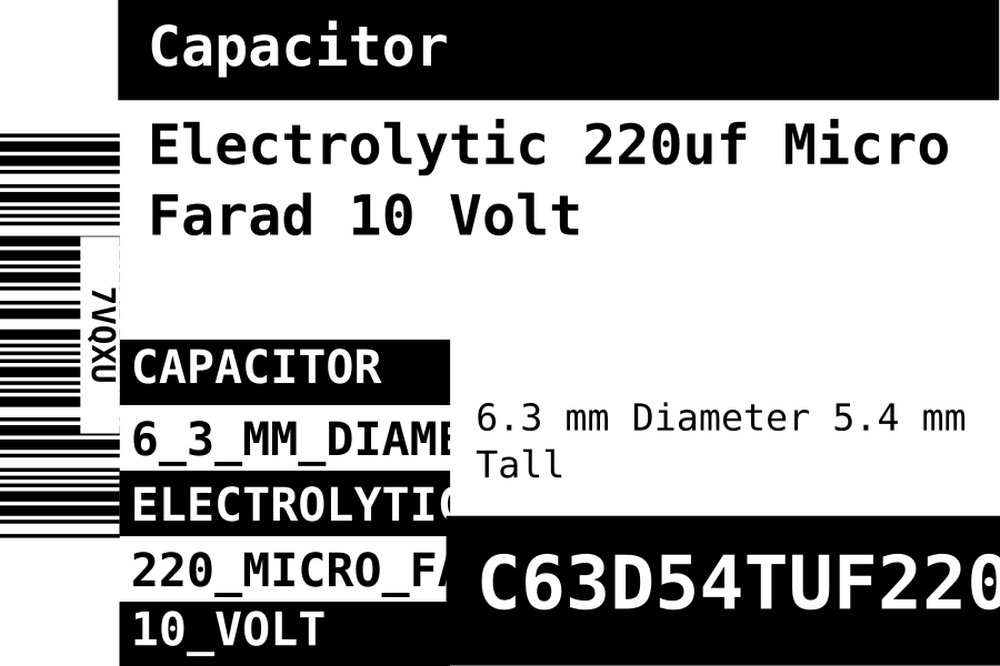 Capacitor
Electrolytic 220uf Micro
Farad 10 Volt
7VQXU
CAPACITOR
6_3_MM_DIAME
ELECTROLYTIC
220_MICRO_FA
10_VOLT
6.3 mm Diameter 5.4 mm
Tall
C63D54TUF220